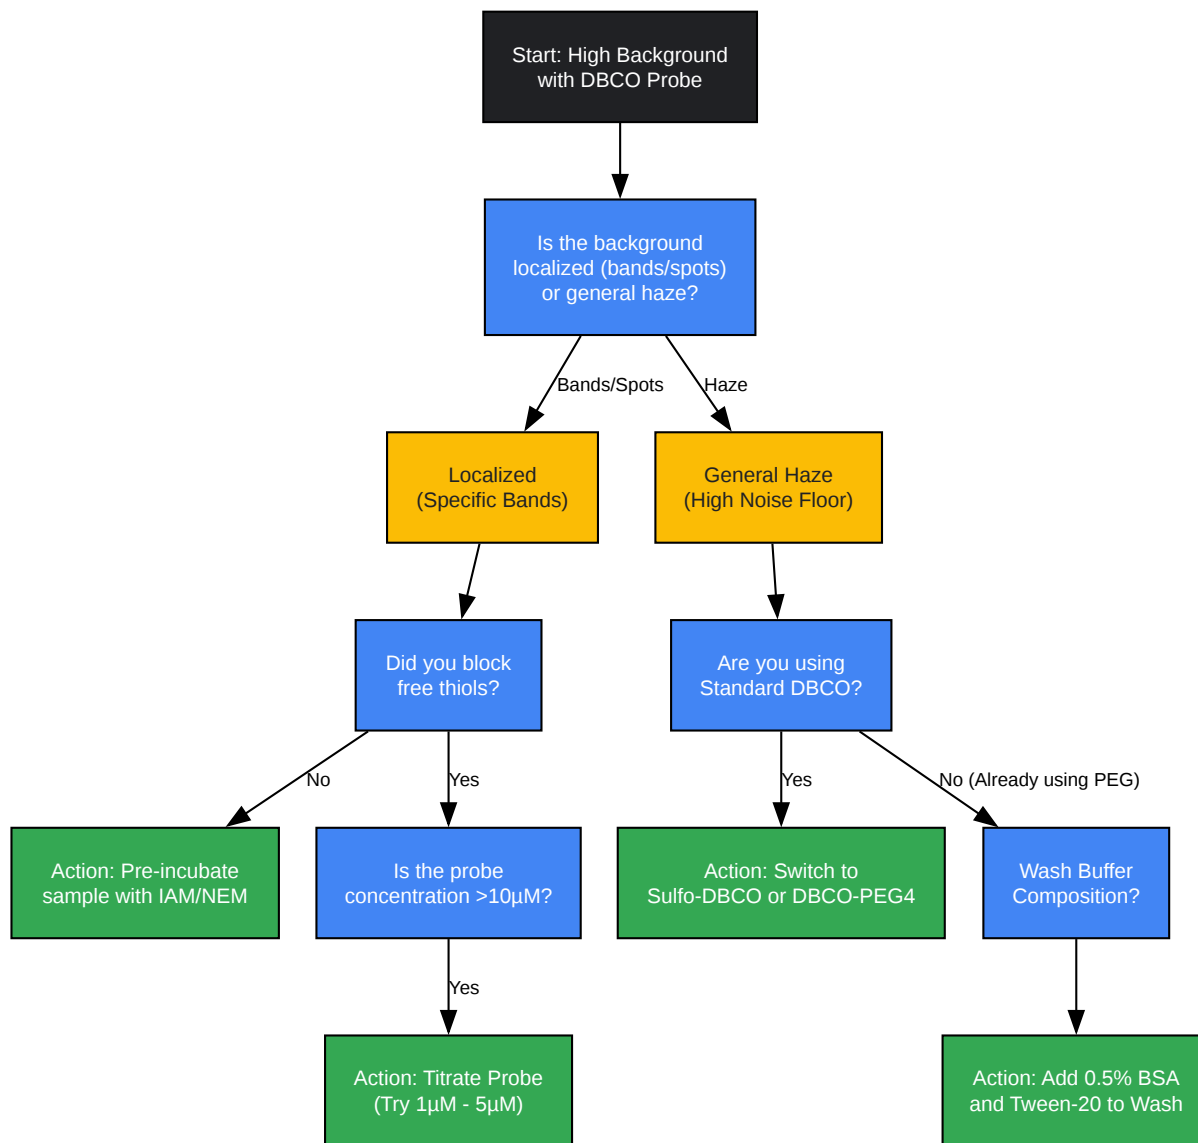 Start: High Background
with DBCO Probe
Is the background
localized (bands/spots)
or general haze?
Bands/Spots
Haze
Localized
(Specific Bands)
General Haze
(High Noise Floor)
Did you block
free thiols?
Are you using
Standard DBCO?
No
Yes
Yes
No (Already using PEG)
Action: Pre-incubate
sample with IAM/NEM
Is the probe
concentration >10µM?
Action: Switch to
Sulfo-DBCO or DBCO-PEG4
Wash Buffer
Composition?
Yes
Action: Titrate Probe
(Try 1µM - 5µM)
Action: Add 0.5% BSA
and Tween-20 to Wash